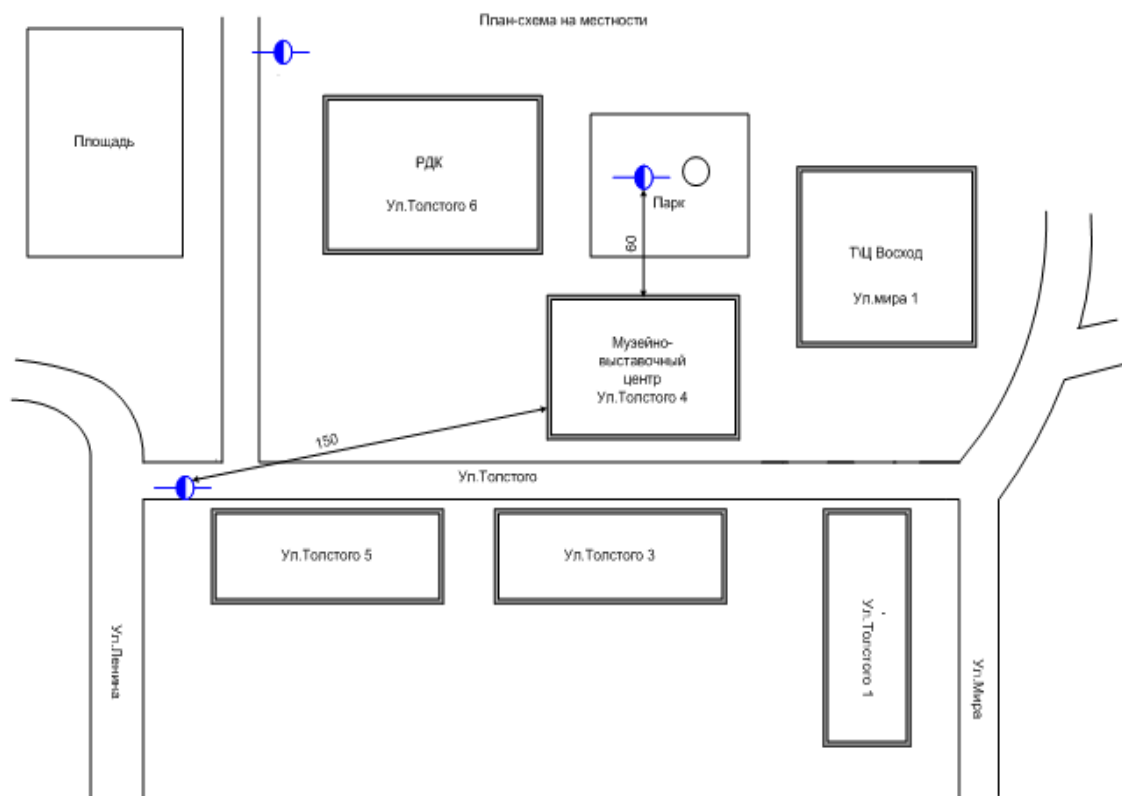 План-схема на местности
Площадь
РДК
Ул.Толстого 6
Парк
60
Т\Ц Восход
Ул.мира 1
Музейно-
выставочный
центр
Ул.Толстого 4
150
Ул.Толстого
Ул.Толстого 5
Ул.Толстого 3
Ул.Толстого 1
Ул.Ленина
Ул.Мира